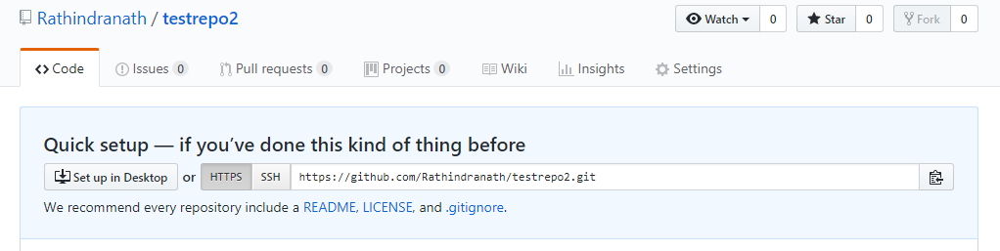 Rathindranath / testrepo2
Watch 0 Star 0 Fork 0
Code Issues 0 Pull requests 0 Projects 0 Wiki Insights Settings
Quick setup — if you’ve done this kind of thing before
Set up in Desktop or HTTPS SSH https://github.com/Rathindranath/testrepo2.git
We recommend every repository include a README, LICENSE, and .gitignore.